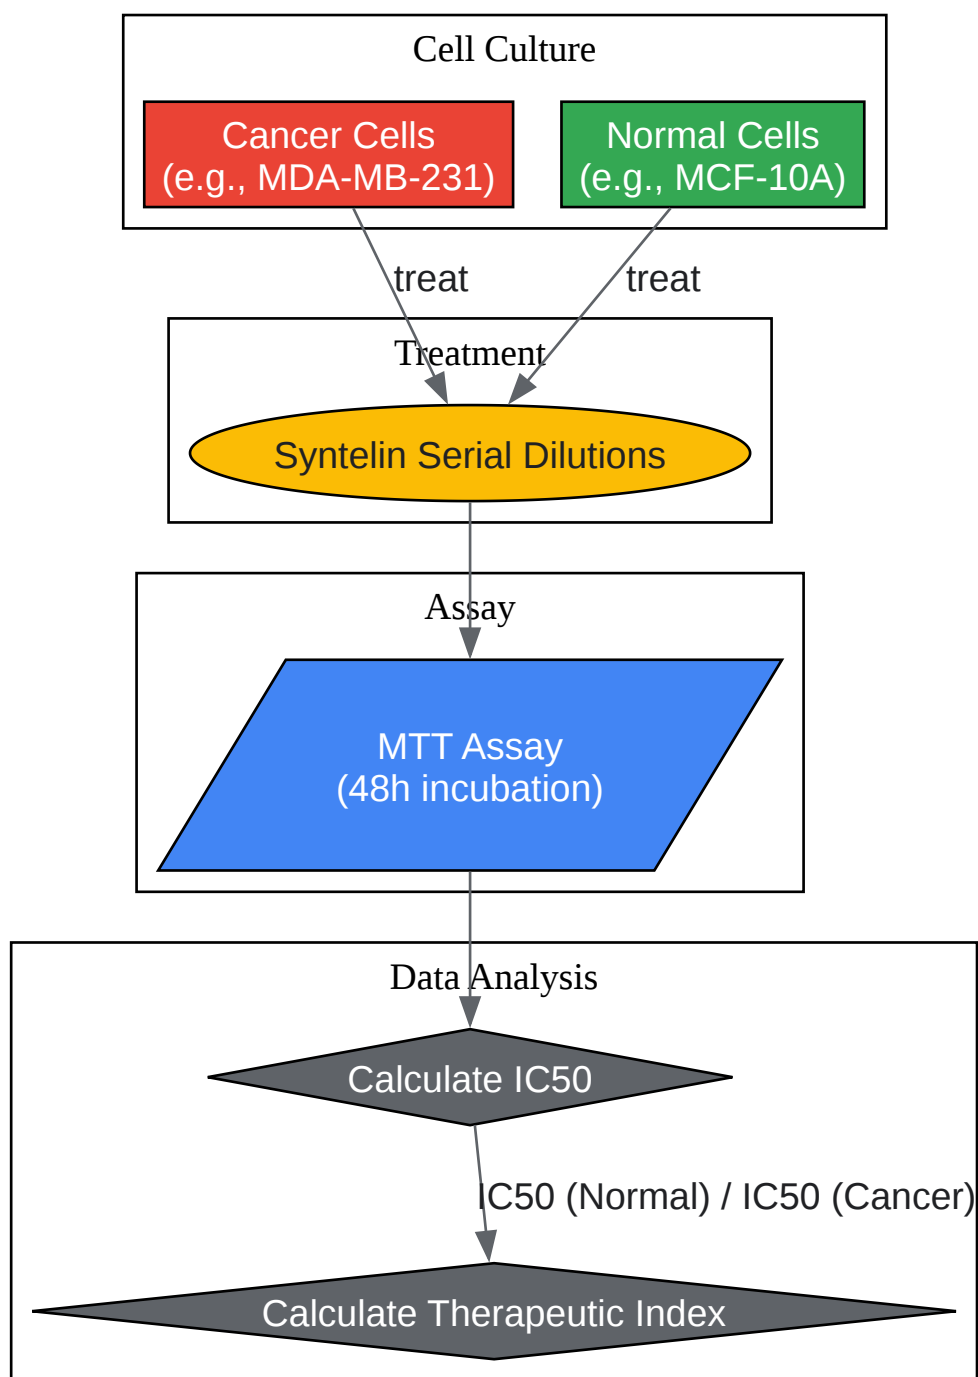 Cell Culture
Cancer Cells
(e.g., MDA-MB-231)
Normal Cells
(e.g., MCF-10A)
treat
treat
Treatment
Syntelin Serial Dilutions
Assay
MTT Assay
(48h incubation)
Data Analysis
Calculate IC50
IC50 (Normal) / IC50 (Cancer)
Calculate Therapeutic Index